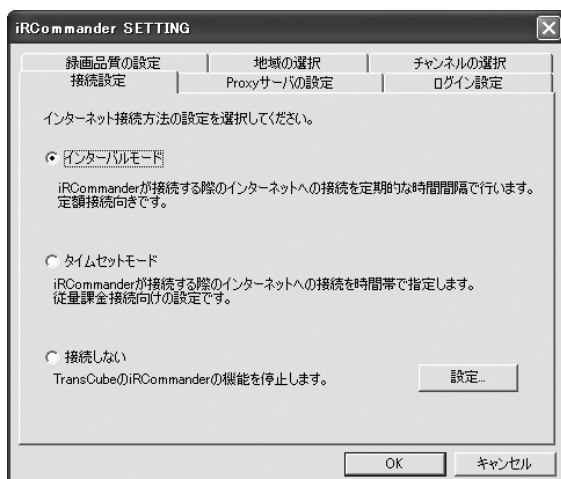 iRCommander SETTING
録画品質の設定
地域の選択
チャンネルの選択
接続設定
Proxyサーバの設定
ログイン設定
インターネット接続方法の設定を選択してください。
インターバルモード
iRCommanderが接続する際のインターネットへの接続を定期的な時間間隔で行います。
定額接続向きです。
タイムセットモード
iRCommanderが接続する際のインターネットへの接続を時間帯で指定します。
従量課金接続向けの設定です。
接続しない
TransCubeのiRCommanderの機能を停止します。
設定...
OK
キャンセル